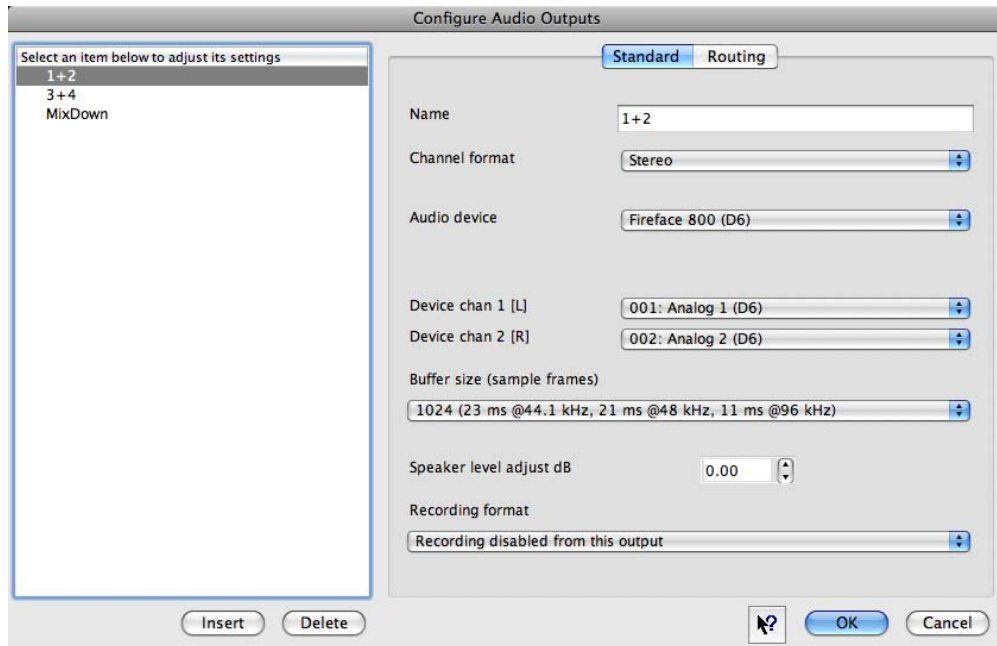 Configure Audio Outputs
Select an item below to adjust its settings
1+2
3+4
MixDown
Standard Routing
Name 1+2
Channel format Stereo
Audio device Fireface 800 (D6)
Device chan 1 [L] 001: Analog 1 (D6)
Device chan 2 [R] 002: Analog 2 (D6)
Buffer size (sample frames)
1024 (23 ms @44.1 kHz, 21 ms @48 kHz, 11 ms @96 kHz)
Speaker level adjust dB 0.00
Recording format
Recording disabled from this output
Insert Delete ? OK Cancel